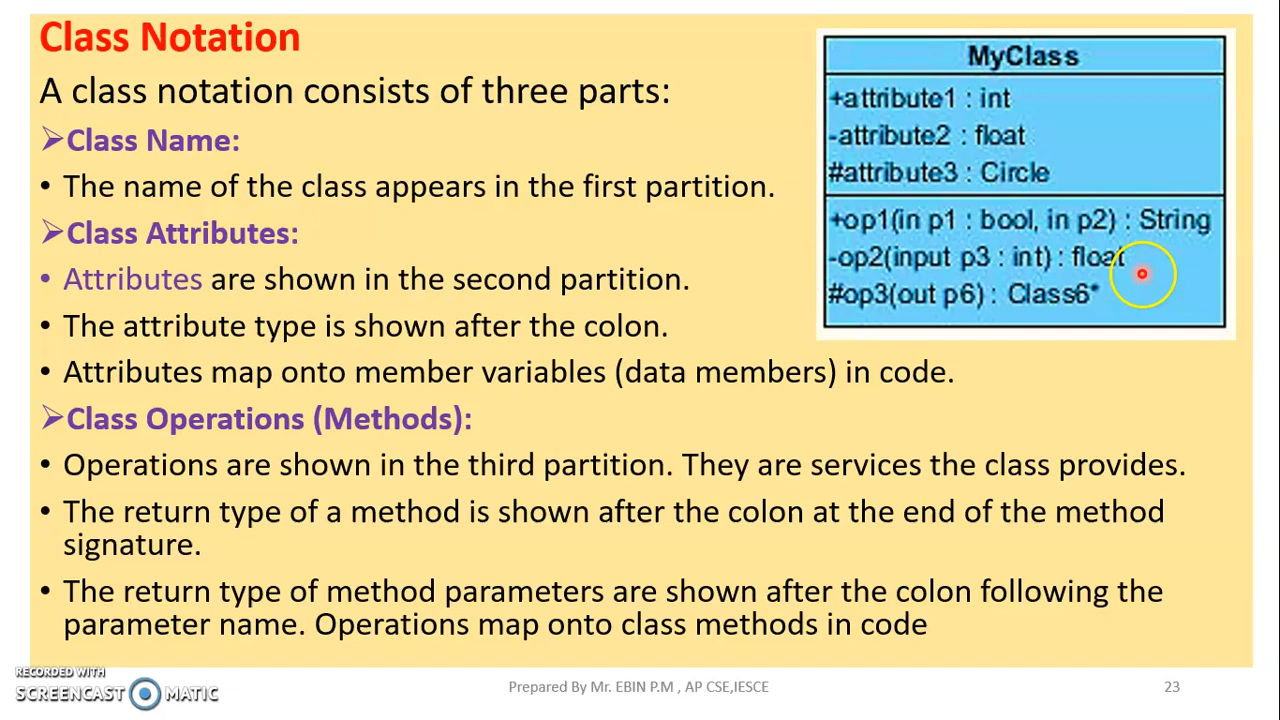 Class Notation
A class notation consists of three parts:
➢Class Name:
• The name of the class appears in the first partition.
➢Class Attributes:
• Attributes are shown in the second partition.
• The attribute type is shown after the colon.
• Attributes map onto member variables (data members) in code.
➢Class Operations (Methods):
• Operations are shown in the third partition. They are services the class provides.
• The return type of a method is shown after the colon at the end of the method
signature.
• The return type of method parameters are shown after the colon following the
parameter name. Operations map onto class methods in code
MyClass
+attribute1 : int
-attribute2 : float
#attribute3 : Circle
+op1(in p1 : bool, in p2) : String
-op2(input p3 : int) : float
#op3(out p6) : Class6*
RECORDED WITH
SCREENCAST MATIC
Prepared By Mr. EBIN P.M , AP CSE,IESCE
23